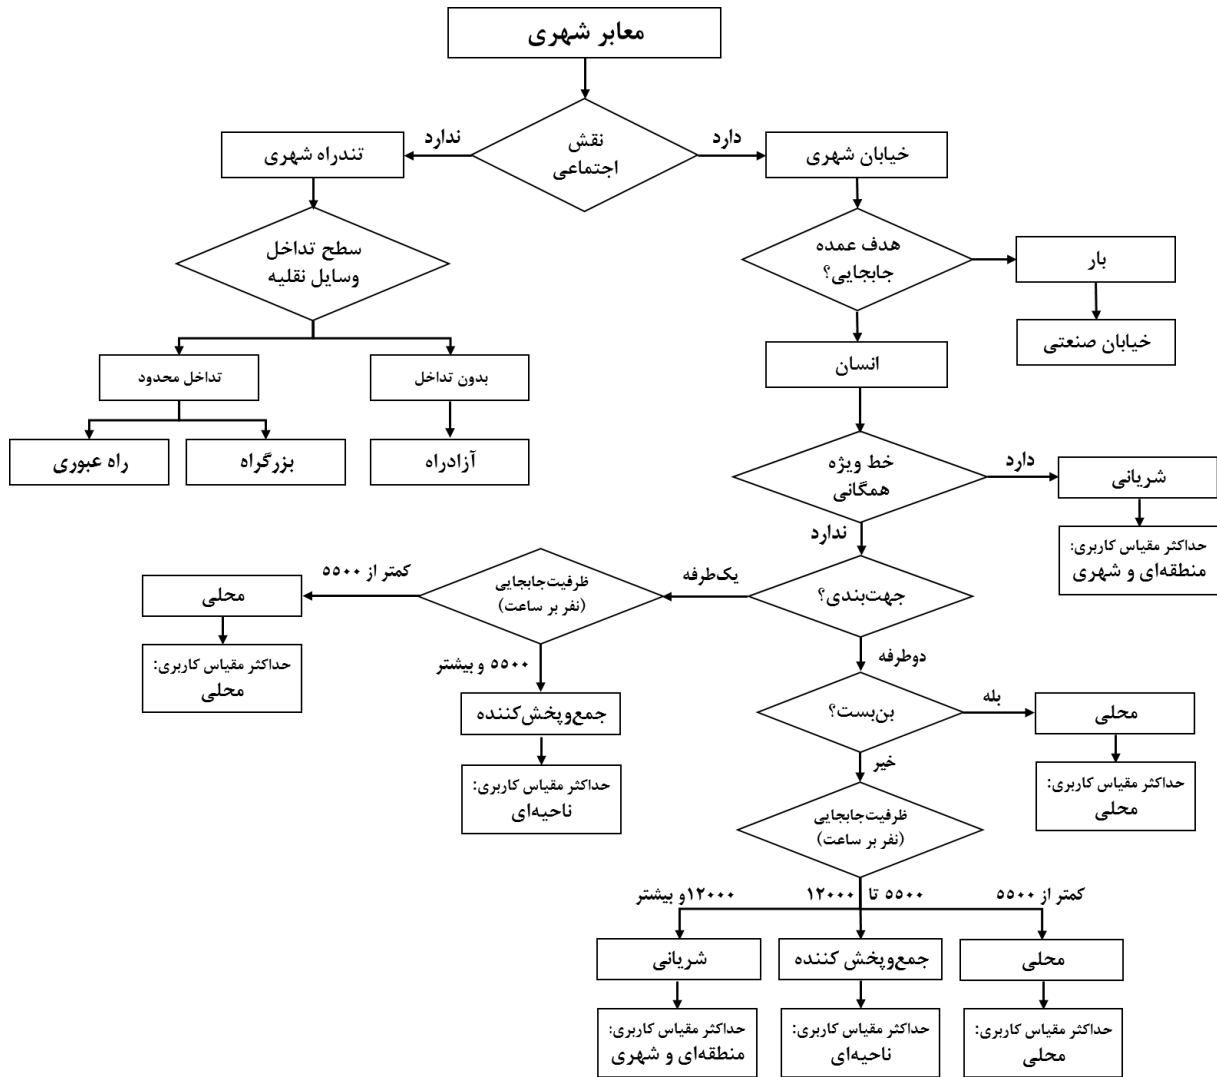 معابر شهری
نقش
اجتماعی
دارد
ندارد
خیابان شهری
تندراه شهری
هدف عمده
جابجایی؟
بار
خیابان صنعتی
سطح تداخل
وسایل نقلیه
انسان
بدون تداخل
تداخل محدود
آزادراه
بزرگراه
راه عبوری
خط ویژه
همگانی
دارد
شریانی
حداکثر مقیاس کاربری:
منطقه‌ای و شهری
ندارد
جهت‌بندی؟
یک‌طرفه
ظرفیت‌جابجایی
(نفر بر ساعت)
کمتر از ۵۵۰۰
محلی
حداکثر مقیاس کاربری:
محلی
۵۵۰۰ و بیشتر
جمع‌وپخش‌کننده
حداکثر مقیاس کاربری:
ناحیه‌ای
دوطرفه
بن‌بست؟
بله
محلی
حداکثر مقیاس کاربری:
محلی
خیر
ظرفیت‌جابجایی
(نفر بر ساعت)
کمتر از ۵۵۰۰
۵۵۰۰ تا ۱۲۰۰۰
۱۲۰۰۰و بیشتر
محلی
جمع‌وپخش کننده
شریانی
حداکثر مقیاس کاربری:
محلی
حداکثر مقیاس کاربری:
ناحیه‌ای
حداکثر مقیاس کاربری:
منطقه‌ای و شهری